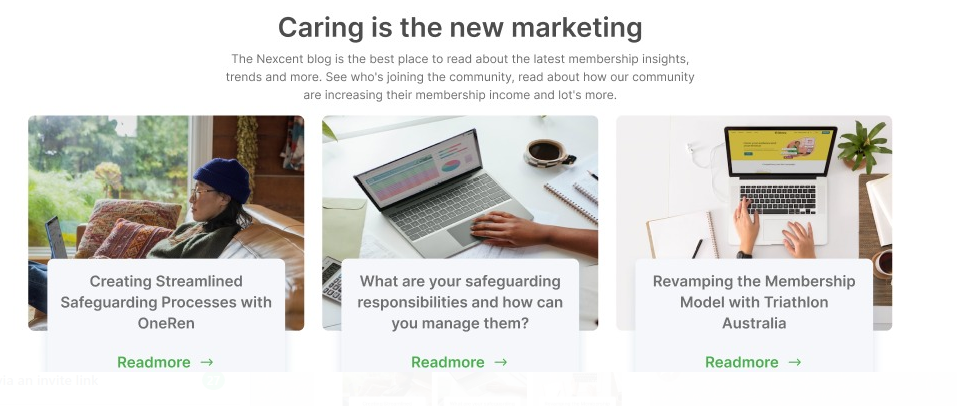 Caring is the new marketing
The Nexcent blog is the best place to read about the latest membership insights,
trends and more. See who's joining the community, read about how our community
are increasing their membership income and lot's more.
Creating Streamlined
Safeguarding Processes with
OneRen
Readmore →
What are your safeguarding
responsibilities and how can
you manage them?
Readmore →
Revamping the Membership
Model with Triathlon
Australia
Readmore →
an invite link